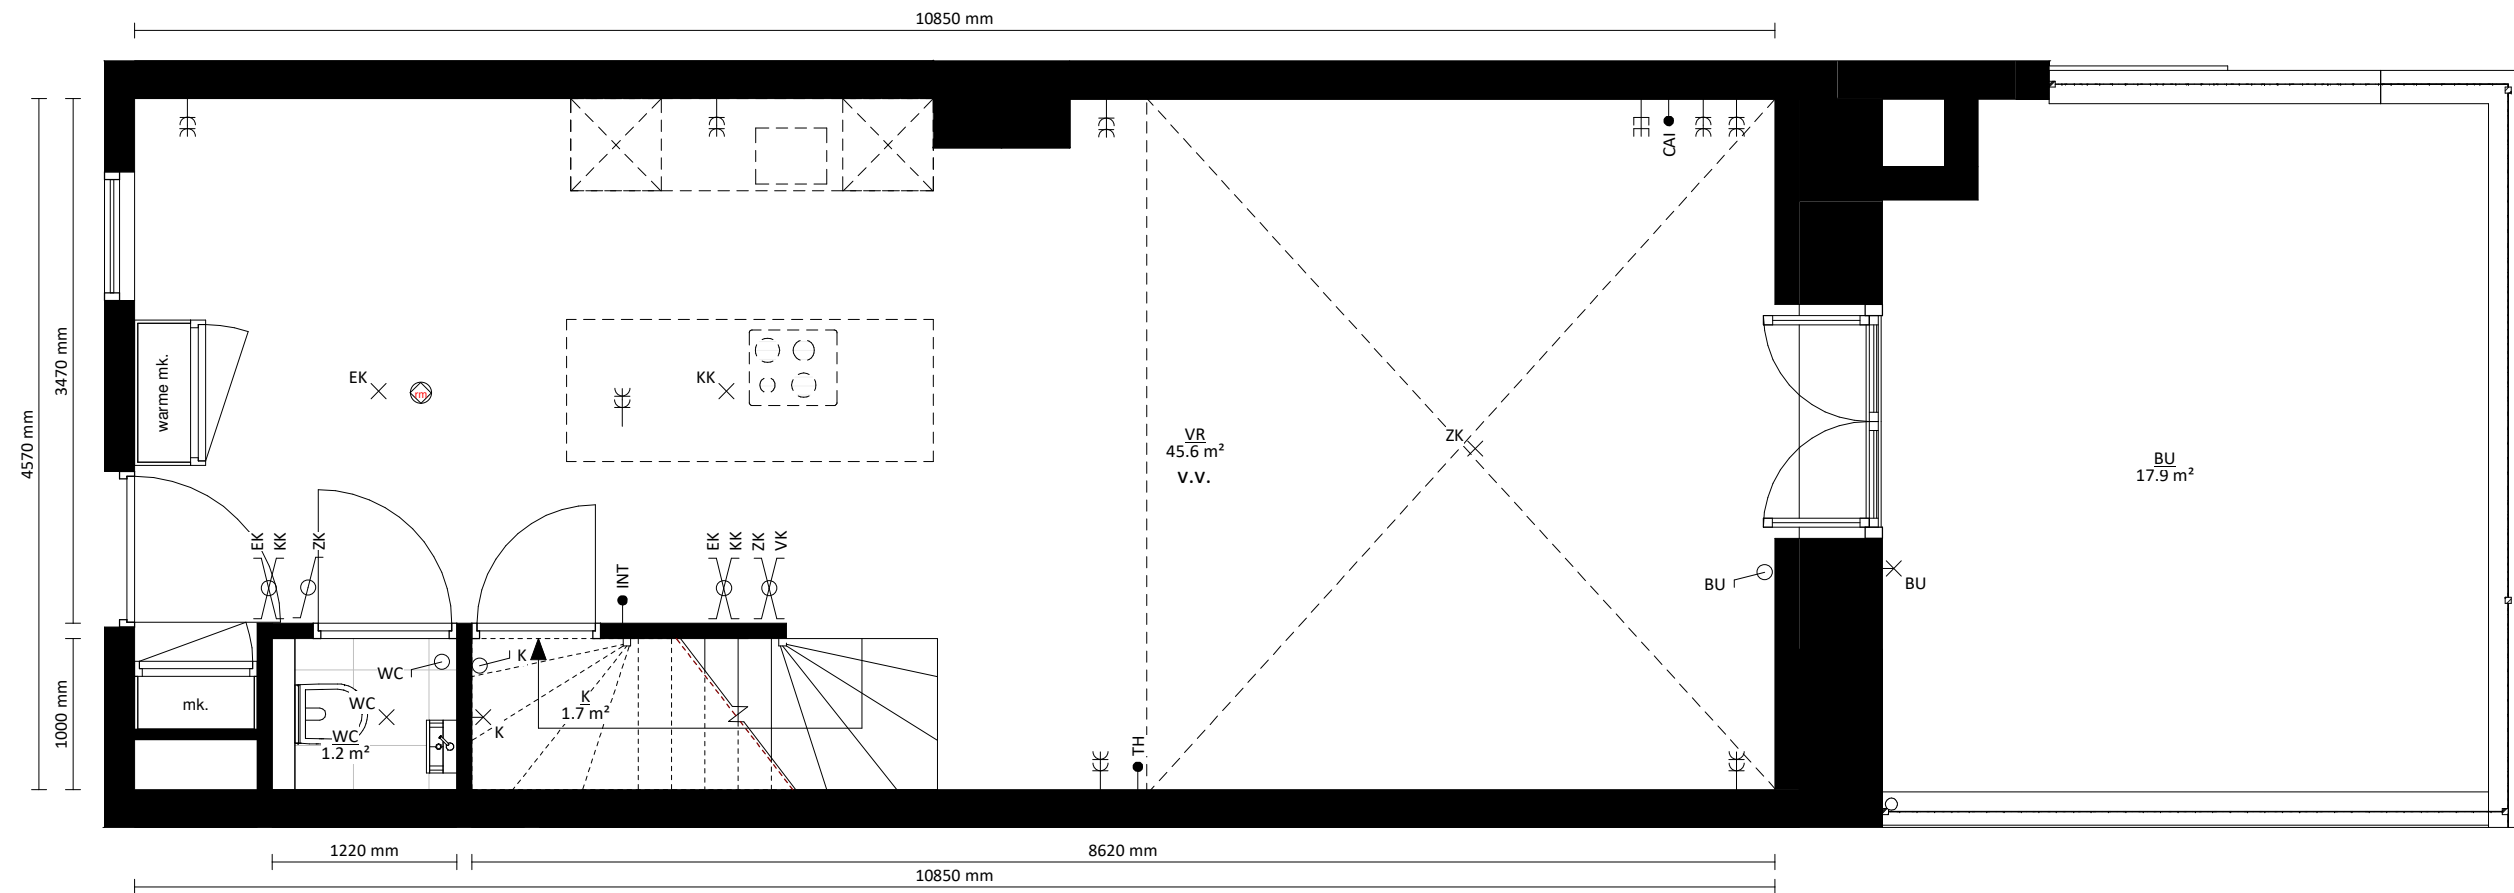 10850 mm
CAI
3470 mm
4570 mm
1000 mm
warme mk.
EK
rm
KK
VR
45.6 m²
v.v.
ZK
BU
17.9 m²
EK
KK
ZK
INT
EK
KK
ZK
VK
BU
BU
mk.
WC
WC
WC
1.2 m²
K
K
1.7 m²
K
TH
1220 mm
8620 mm
10850 mm